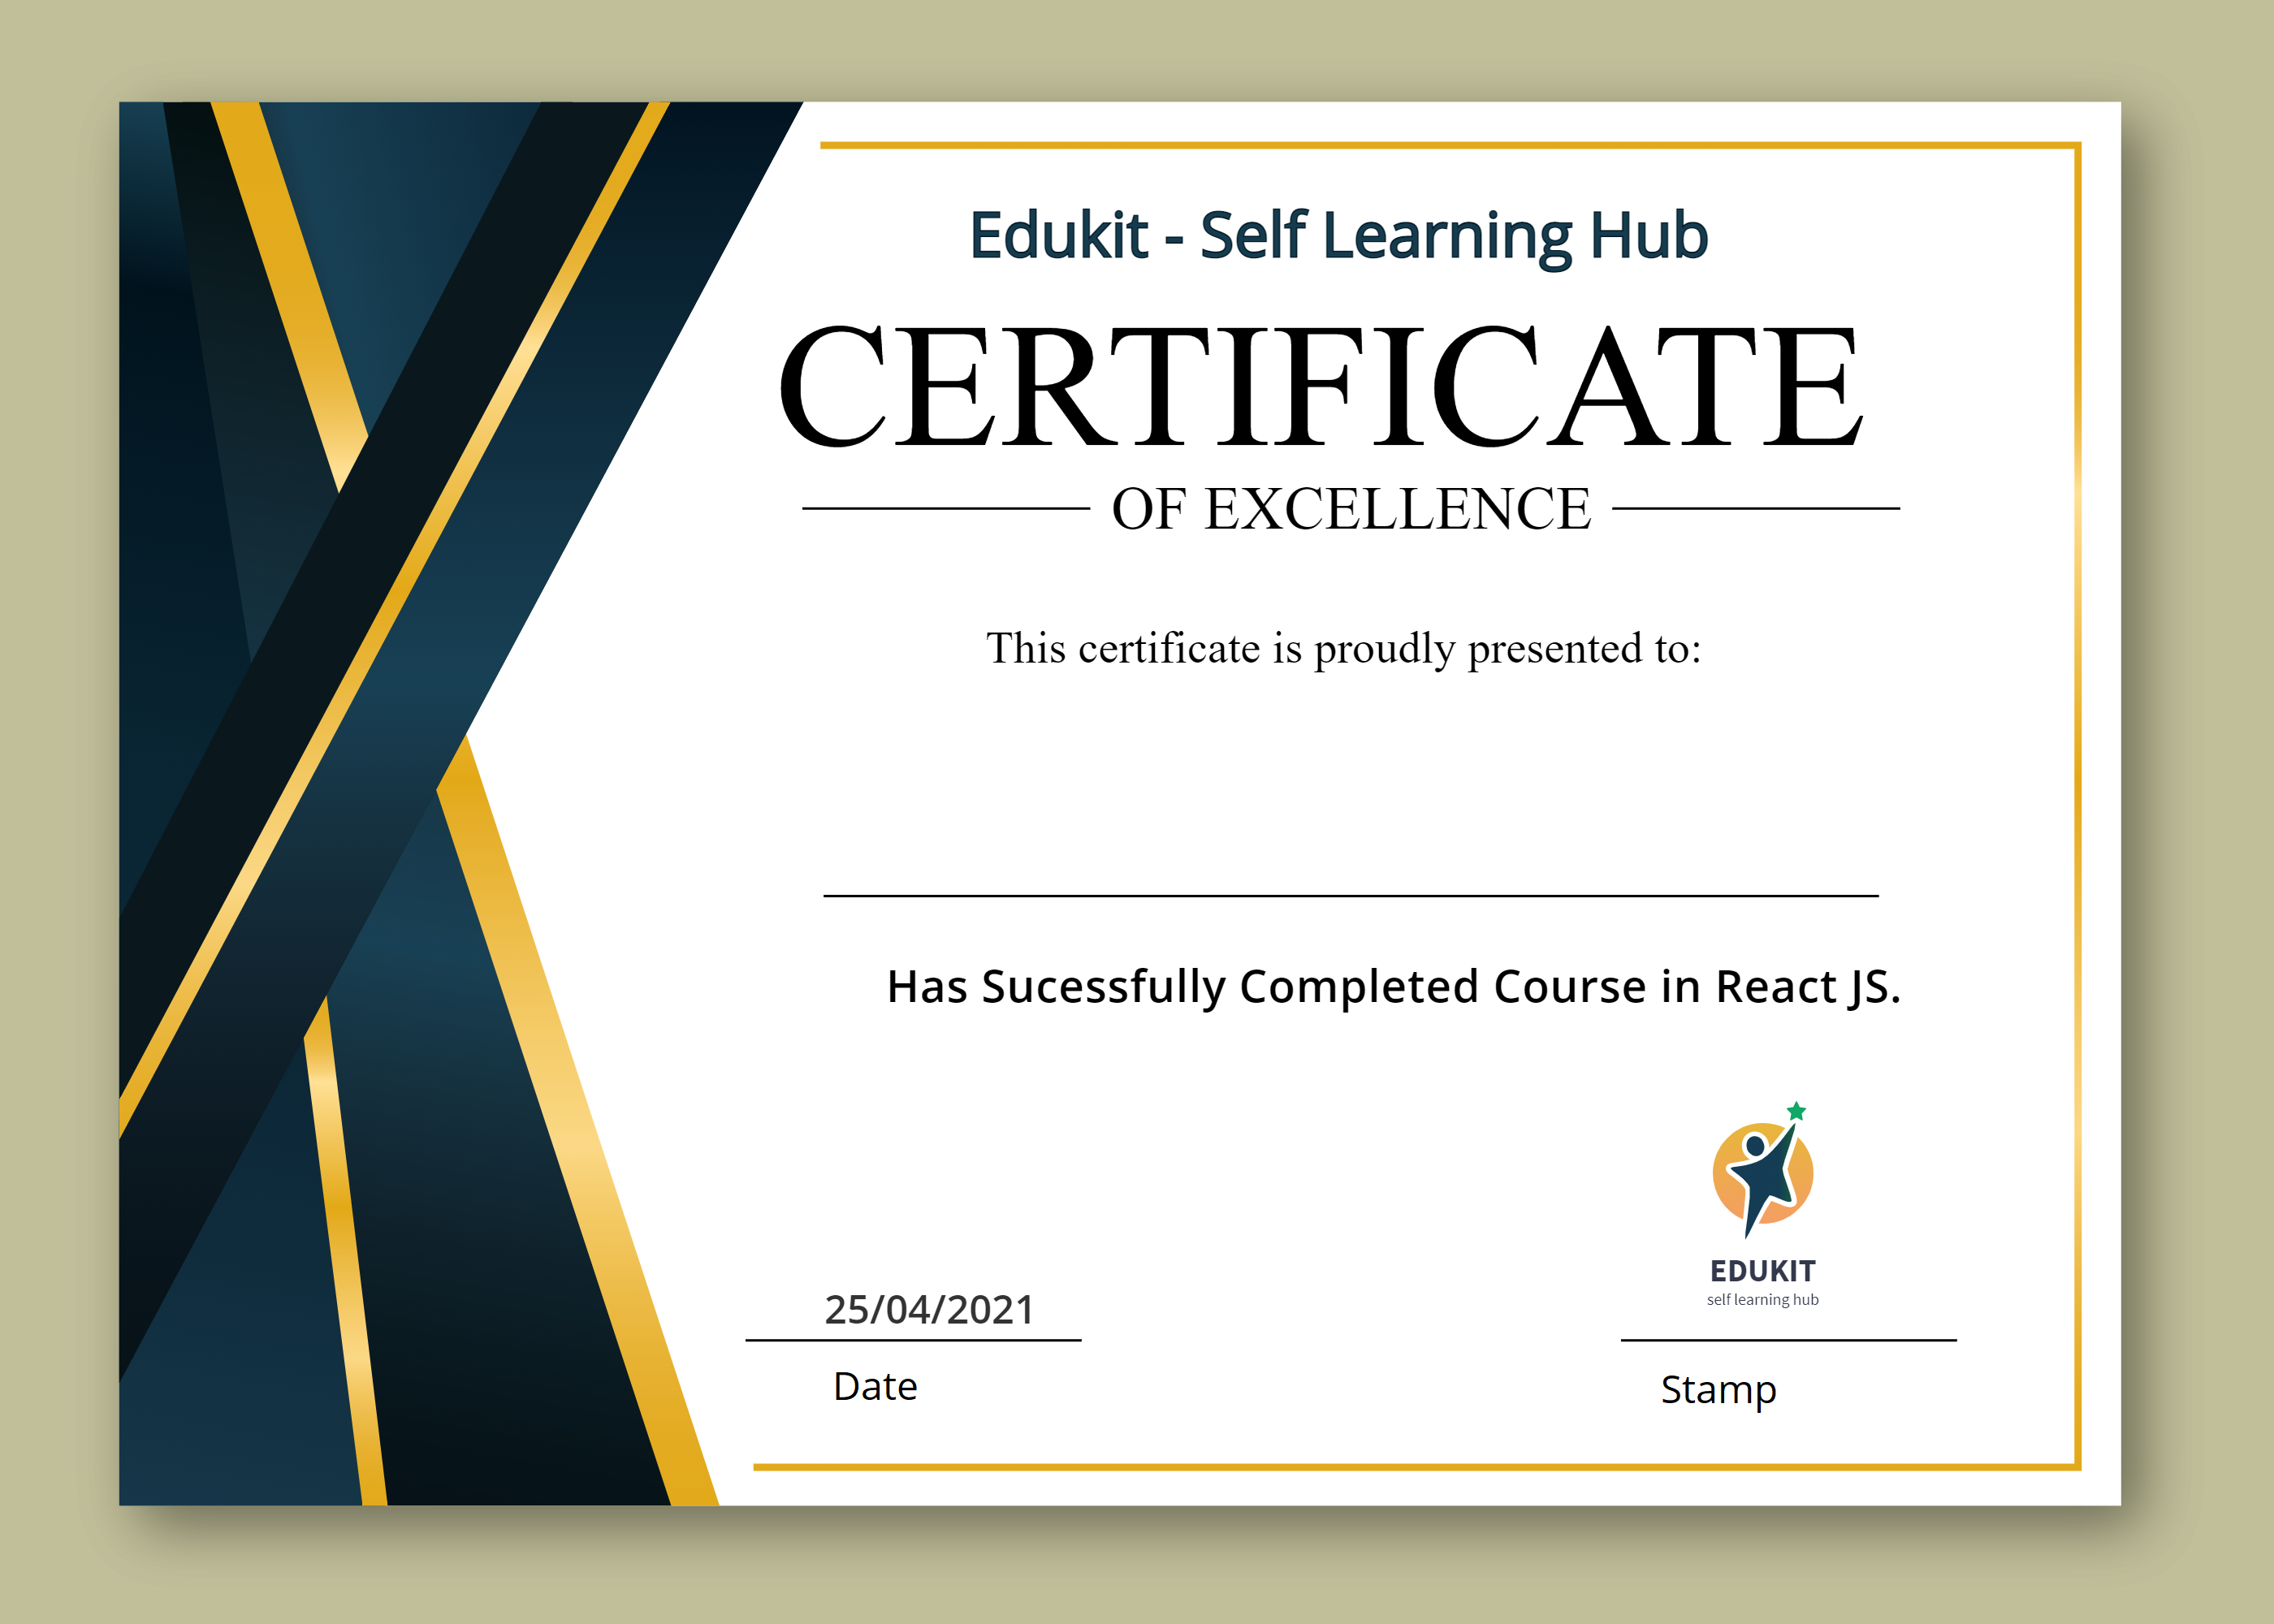 Edukit - Self Learning Hub
CERTIFICATE
OF EXCELLENCE
This certificate is proudly presented to:
Has Sucessfully Completed Course in React JS.
EDUKIT
self learning hub
25/04/2021
Date
Stamp